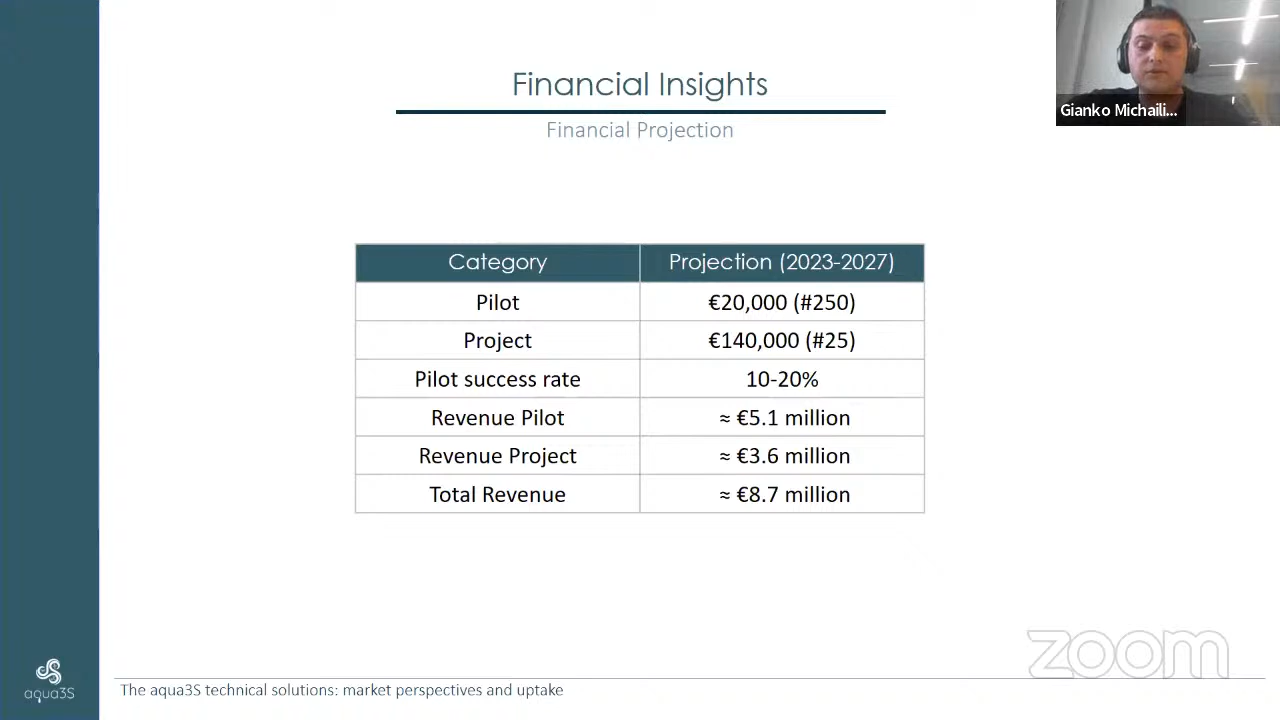 Financial Insights
Financial Projection
Gianko Michaili...
Category Projection (2023-2027)
Pilot €20,000 (#250)
Project €140,000 (#25)
Pilot success rate 10-20%
Revenue Pilot ≈ €5.1 million
Revenue Project ≈ €3.6 million
Total Revenue ≈ €8.7 million
zoom
aqua3S
The aqua3S technical solutions: market perspectives and uptake